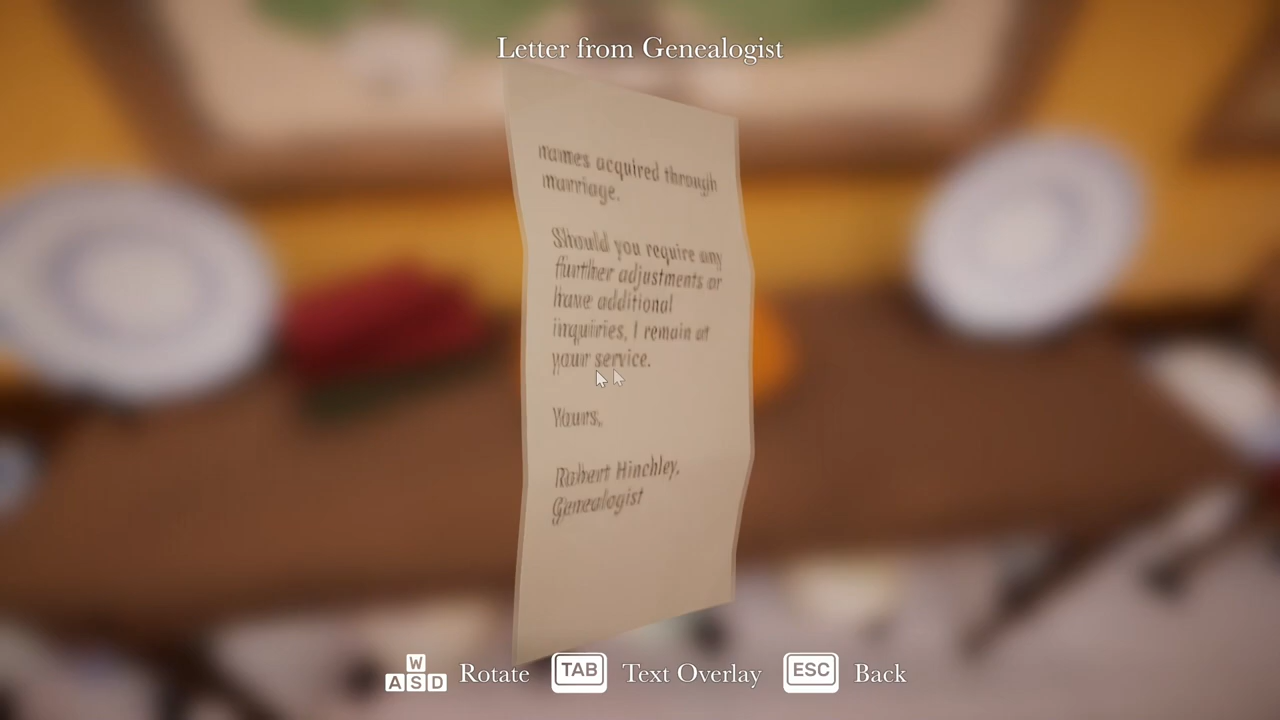 Letter from Genealogist
names acquired through
marriage.
Should you require any
further adjustments or
have additional
inquiries, I remain at
your service.
Yours,
Robert Hinchley,
Genealogist
W
A S D
Rotate
TAB
Text Overlay
ESC
Back